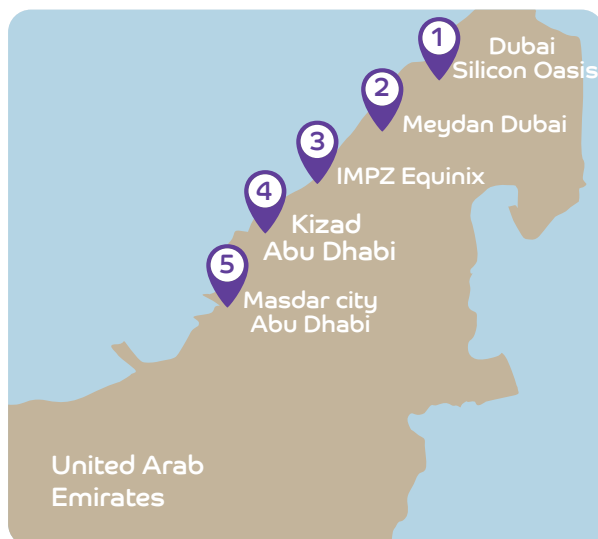 1
Dubai
Silicon Oasis
2
Meydan Dubai
3
IMPZ Equinix
4
Kizad
Abu Dhabi
5
Masdar city
Abu Dhabi
United Arab
Emirates